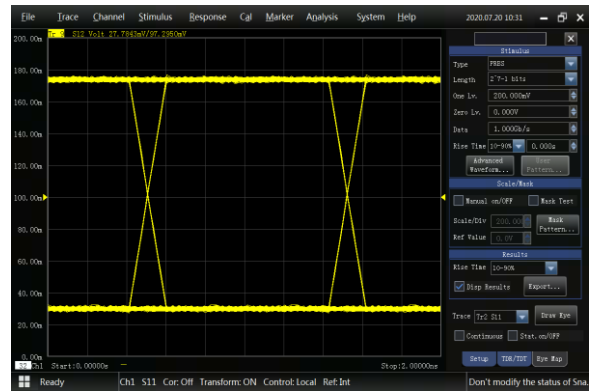 File Trace Channel Stimulus Response Cal Marker Analysis System Help 2020.07.20 10:31
Tr 2 S12 Volt 27.7843mV/97.2950mV
200.00m
180.00m
160.00m
140.00m
120.00m
100.00m
80.00m
60.00m
40.00m
20.00m
0.00m
Ch1 Start:0.00000s Stop:2.00000ns
Stimulus
Type PRBS
Length 2^7-1 bits
One Lv. 200.000mV
Zero Lv. 0.000V
Data 1.000Gb/s
Rise Time 10-90% 0.000s
Advanced Waveform...
User Pattern...
Scale/Mask
Manual on/OFF Mask Test
Scale/Div 200.00
Mask Pattern...
Ref Value 0.0V
Results
Rise Time 10-90%
Disp Results Export...
Trace Tr2 S11 Draw Eye
Continuous Stat.on/OFF
Setup TDR/TDT Eye Map
Ready Ch1 S11 Cor: Off Transform: ON Control: Local Ref: Int Don't modify the status of Sna.